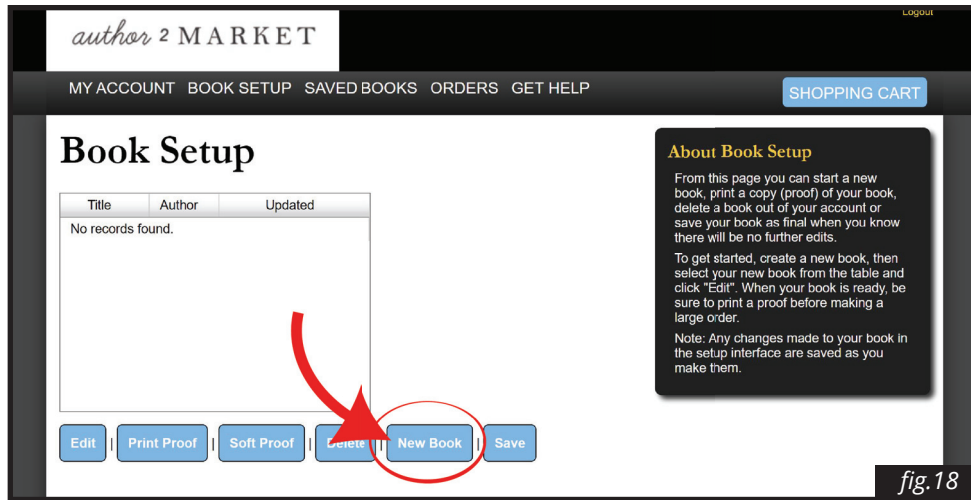 Logout
author 2 MARKET
MY ACCOUNT BOOK SETUP SAVED BOOKS ORDERS GET HELP
SHOPPING CART
Book Setup
Title Author Updated
No records found.
Edit | Print Proof | Soft Proof | Delete | New Book | Save
About Book Setup
From this page you can start a new
book, print a copy (proof) of your book,
delete a book out of your account or
save your book as final when you know
there will be no further edits.
To get started, create a new book, then
select your new book from the table and
click "Edit". When your book is ready, be
sure to print a proof before making a
large order.
Note: Any changes made to your book in
the setup interface are saved as you
make them.
fig.18